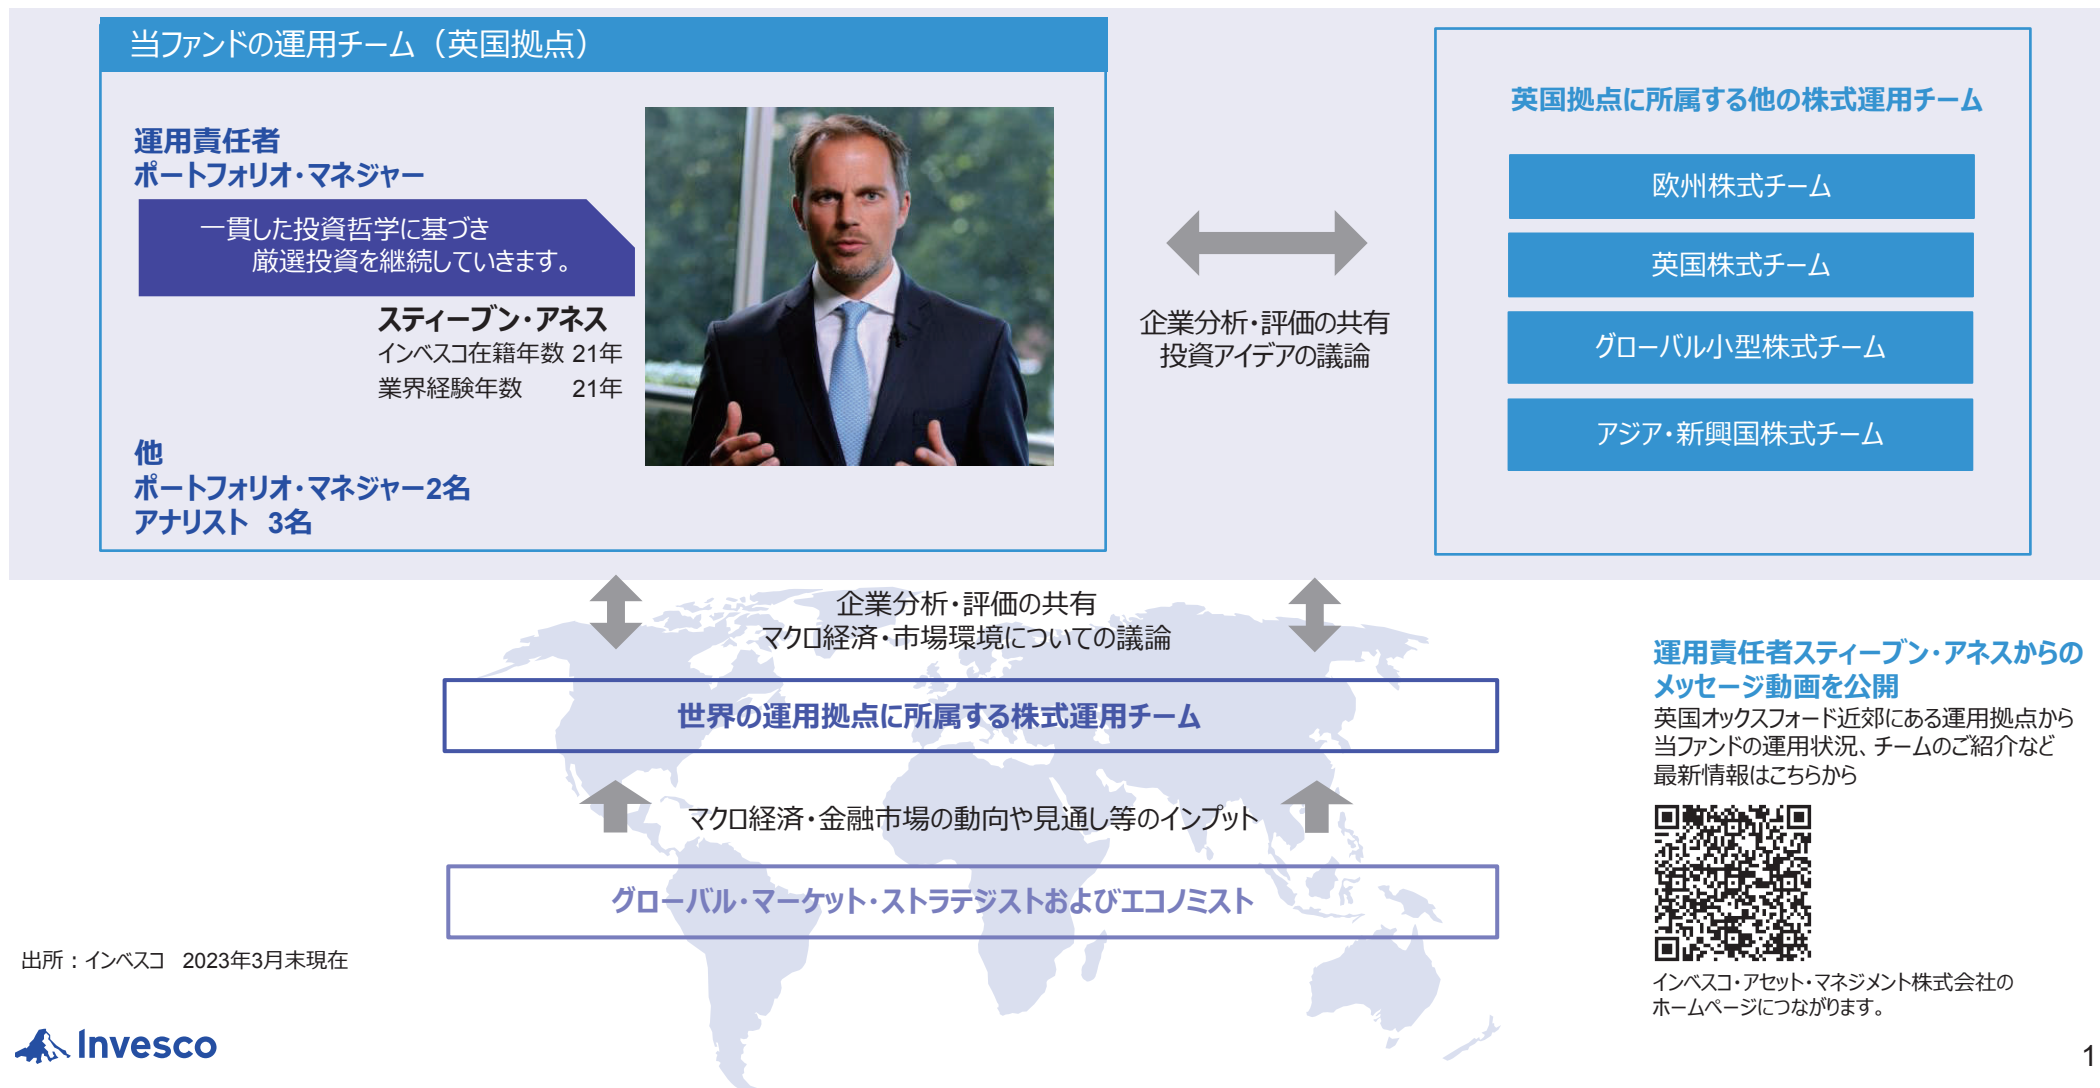 当ファンドの運用チーム（英国拠点）
運用責任者
ポートフォリオ・マネジャー
一貫した投資哲学に基づき
厳選投資を継続していきます。
スティーブン・アネス
インベスコ在籍年数 21年
業界経験年数 21年
他
ポートフォリオ・マネジャー2名
アナリスト 3名
企業分析・評価の共有
投資アイデアの議論
英国拠点に所属する他の株式運用チーム
欧州株式チーム
英国株式チーム
グローバル小型株式チーム
アジア・新興国株式チーム
企業分析・評価の共有
マクロ経済・市場環境についての議論
世界の運用拠点に所属する株式運用チーム
マクロ経済・金融市場の動向や見通し等のインプット
グローバル・マーケット・ストラテジストおよびエコノミスト
運用責任者スティーブン・アネスからの
メッセージ動画を公開
英国オックスフォード近郊にある運用拠点から
当ファンドの運用状況、チームのご紹介など
最新情報はこちらから
インベスコ・アセット・マネジメント株式会社の
ホームページにつながります。
出所：インベスコ 2023年3月末現在
Invesco
1